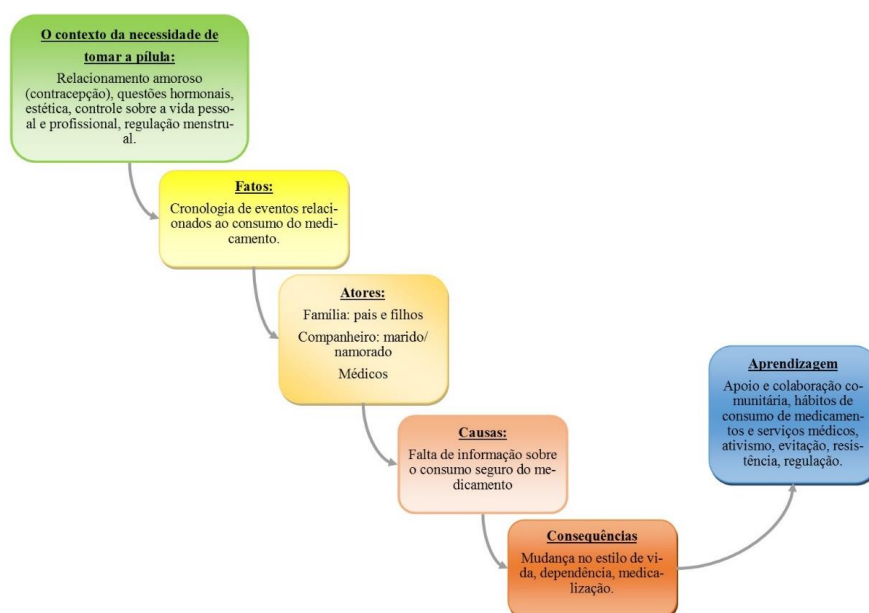 O contexto da necessidade de
tomar a pílula:
Relacionamento amoroso
(contracepção), questões hormonais,
estética, controle sobre a vida pesso-
al e profissional, regulação menstru-
al.
Fatos:
Cronologia de eventos relacionados
ao consumo do medi-
camento.
Atores:
Família: pais e filhos
Companheiro: marido/
namorado
Médicos
Causas:
Falta de informação sobre
o consumo seguro do me-
dicamento
Consequências
Mudança no estilo de vi-
da, dependência, medica-
lização.
Aprendizagem
Apoio e colaboração co-
munitária, hábitos de
consumo de medicamen-
tos e serviços médicos,
ativismo, evitação, resis-
tência, regulação.